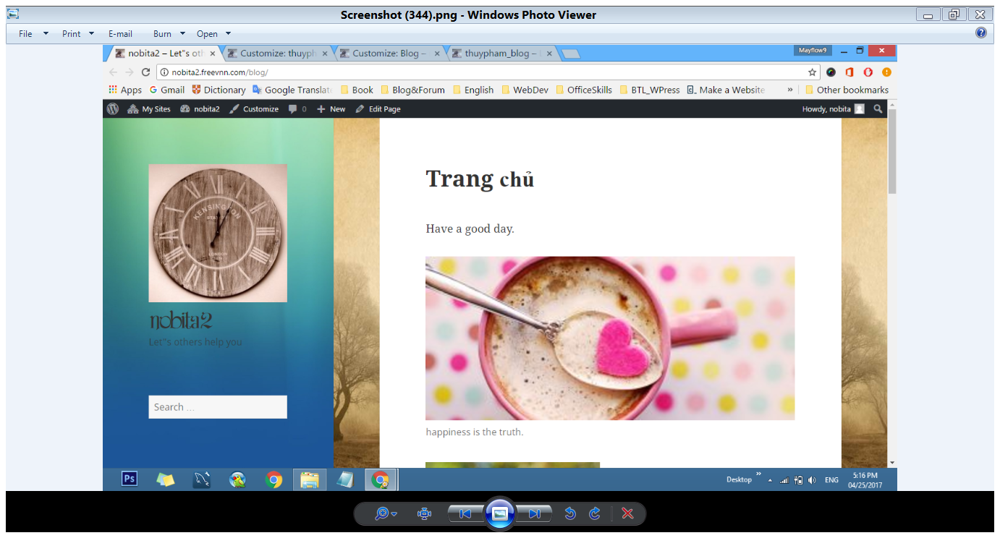 Screenshot (344).png - Windows Photo Viewer
File Print E-mail Burn Open
nobita2 – Let"s oth Customize: thuyph Customize: Blog – thuypham_blog – Mayflow9
nobita2.freevnn.com/blog/
Apps Gmail Dictionary Google Translate Book Blog&Forum English WebDev OfficeSkills BTL_WPress Make a Website » Other bookmarks
My Sites nobita2 Customize 0 New Edit Page Howdy, nobita
KENSINGTON
STATION
LONDON
Trang chủ
Have a good day.
nobita2
Let"s others help you
Search ...
happiness is the truth.
Ps Desktop » ENG 5:16 PM
04/25/2017